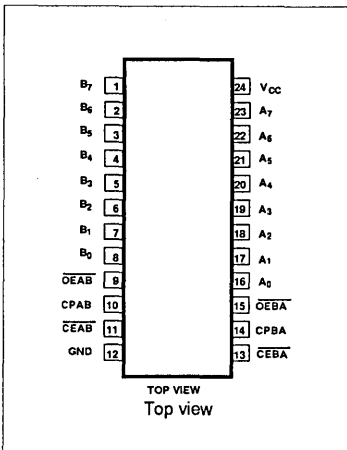 B7 1 24 VCC
B6 2 23 A7
B5 3 22 A6
B4 4 21 A5
B3 5 20 A4
B2 6 19 A3
B1 7 18 A2
B0 8 17 A1
OEAB 9 16 A0
CPAB 10 15 OEBA
CEAB 11 14 CPBA
GND 12 13 CEBA
TOP VIEW
Top view